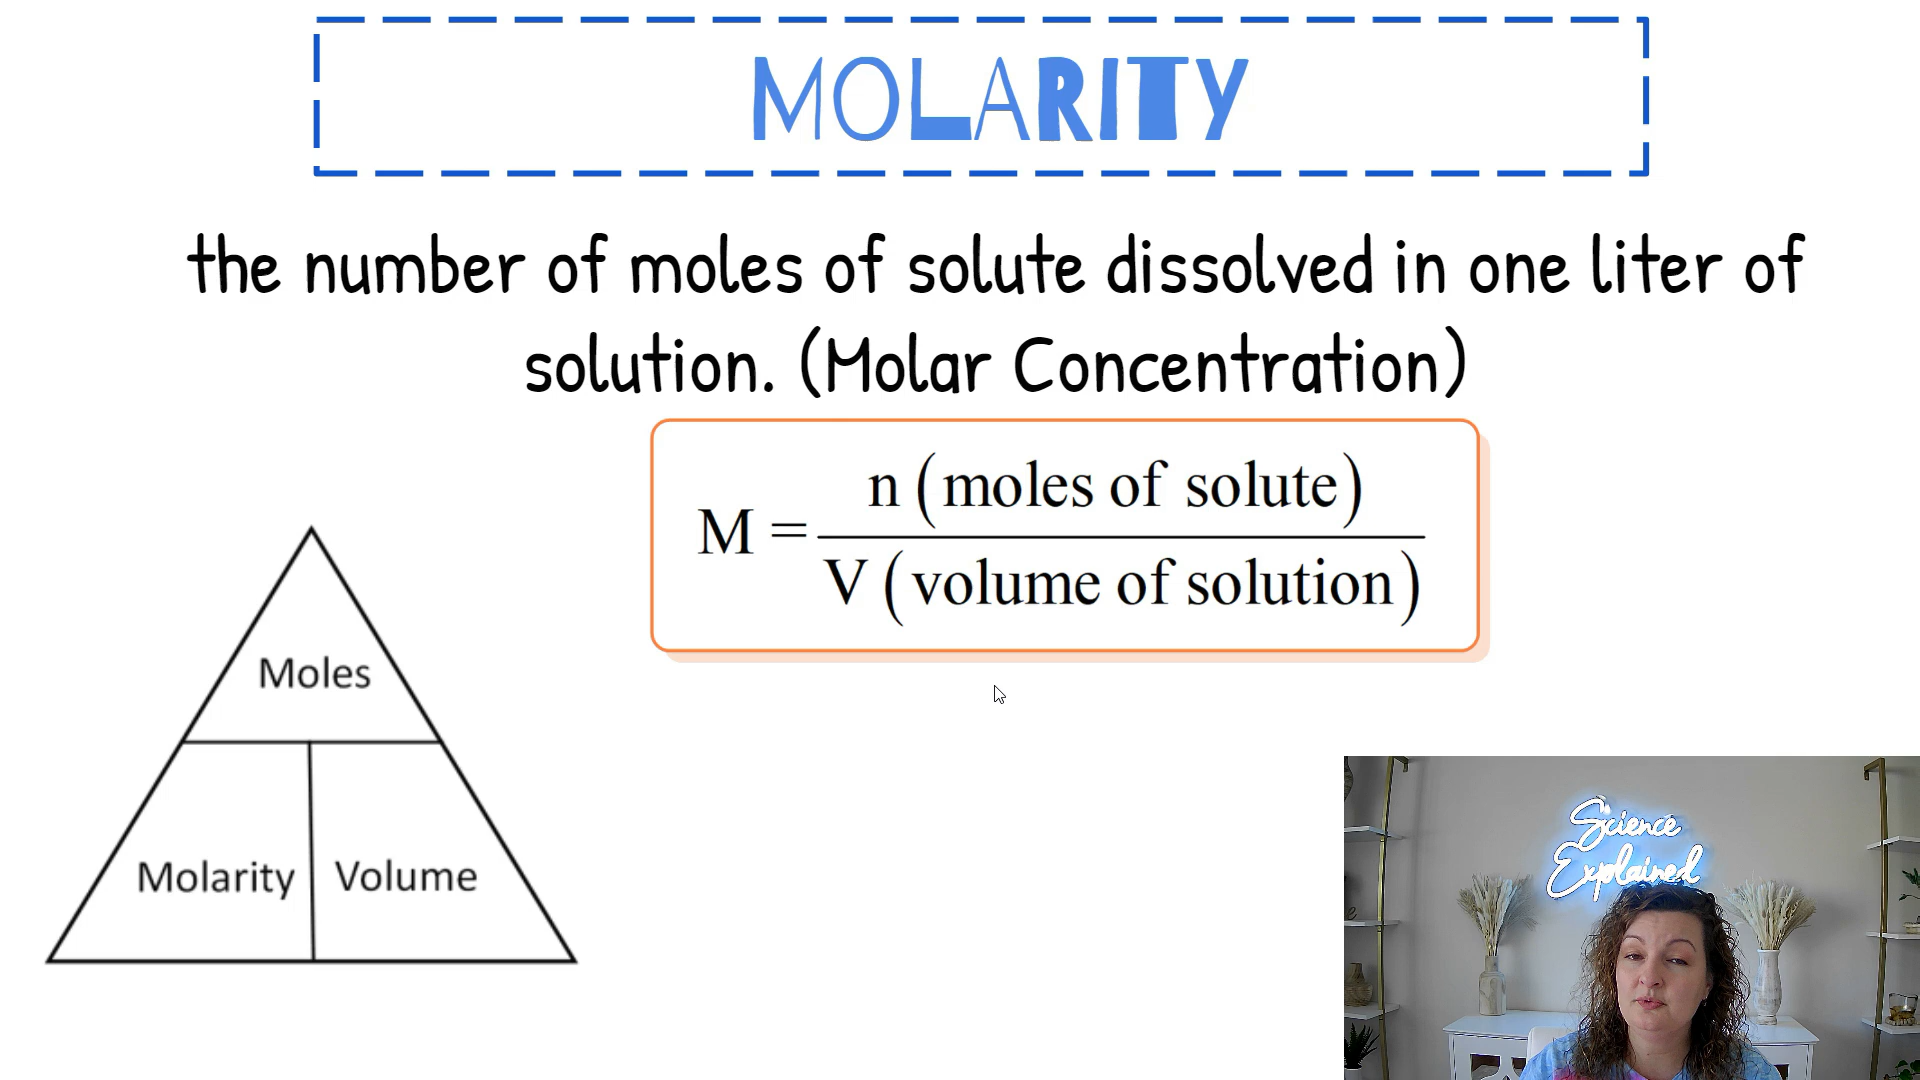 MOLARITY
the number of moles of solute dissolved in one liter of
solution. (Molar Concentration)
M = n (moles of solute) / V (volume of solution)
Moles
Molarity Volume
Science
Explained